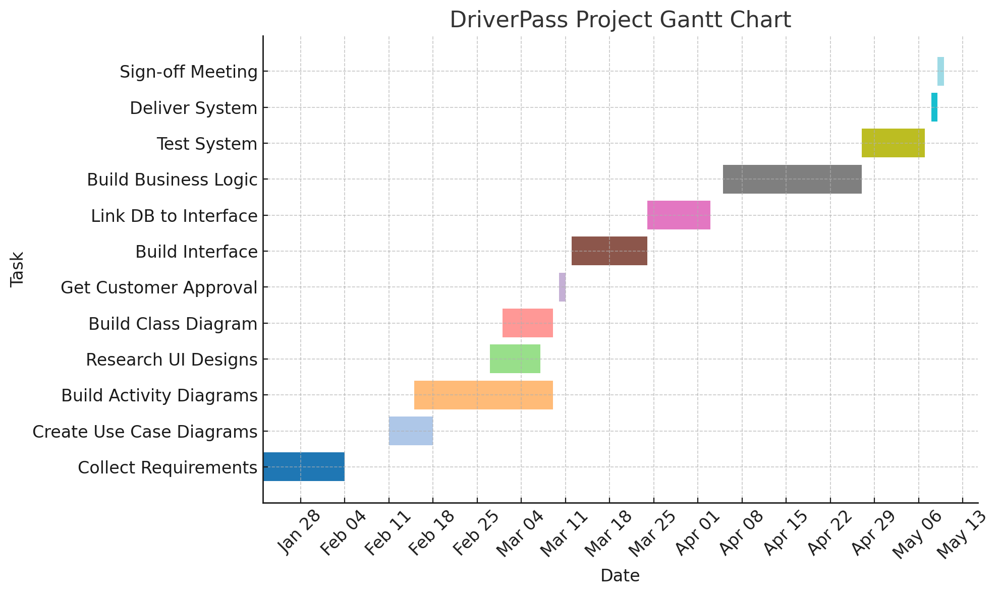 DriverPass Project Gantt Chart
Sign-off Meeting
Deliver System
Test System
Build Business Logic
Link DB to Interface
Build Interface
Get Customer Approval
Build Class Diagram
Research UI Designs
Build Activity Diagrams
Create Use Case Diagrams
Collect Requirements
Task
Jan 28
Feb 04
Feb 11
Feb 18
Feb 25
Mar 04
Mar 11
Mar 18
Mar 25
Apr 01
Apr 08
Apr 15
Apr 22
Apr 29
May 06
May 13
Date